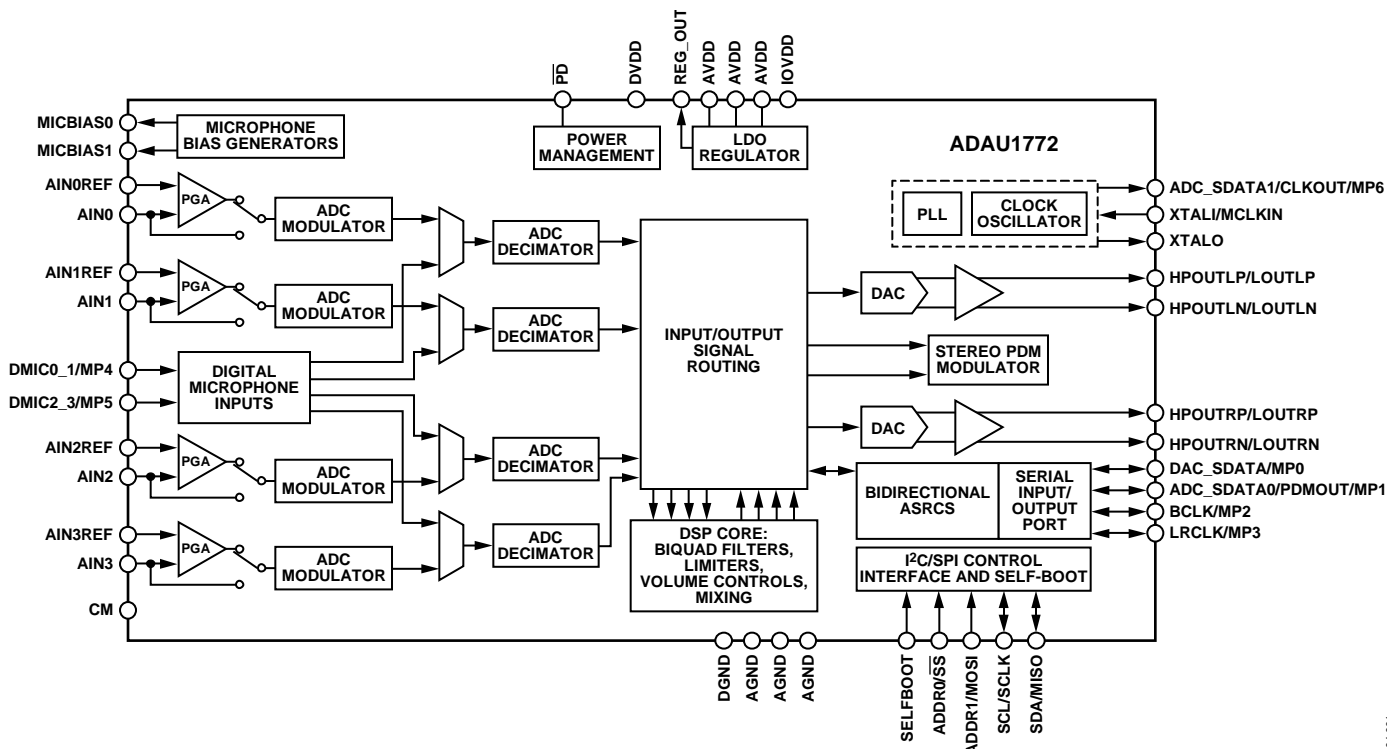 PD
DVDD
REG_OUT
AVDD
AVDD
AVDD
IOVDD
MICBIAS0
MICBIAS1
MICROPHONE
BIAS GENERATORS
POWER
MANAGEMENT
LDO
REGULATOR
ADAU1772
AIN0REF
AIN0
PGA
ADC
MODULATOR
ADC
DECIMATOR
PLL
CLOCK
OSCILLATOR
ADC_SDATA1/CLKOUT/MP6
XTALI/MCLKIN
XTALO
AIN1REF
AIN1
PGA
ADC
MODULATOR
ADC
DECIMATOR
INPUT/OUTPUT
SIGNAL
ROUTING
DAC
HPOUTLP/LOUTLP
HPOUTLN/LOUTLN
DMIC0_1/MP4
DMIC2_3/MP5
DIGITAL
MICROPHONE
INPUTS
STEREO PDM
MODULATOR
AIN2REF
AIN2
PGA
ADC
MODULATOR
ADC
DECIMATOR
DAC
HPOUTRP/LOUTRP
HPOUTRN/LOUTRN
AIN3REF
AIN3
PGA
ADC
MODULATOR
ADC
DECIMATOR
BIDIRECTIONAL
ASRCS
SERIAL
INPUT/
OUTPUT
PORT
DAC_SDATA/MP0
ADC_SDATA0/PDMOUT/MP1
BCLK/MP2
LRCLK/MP3
DSP CORE:
BIQUAD FILTERS,
LIMITERS,
VOLUME CONTROLS,
MIXING
I2C/SPI CONTROL
INTERFACE AND SELF-BOOT
CM
DGND
AGND
AGND
AGND
SELFBOOT
ADDR0/SS
ADDR1/MOSI
SCL/SCLK
SDA/MISO